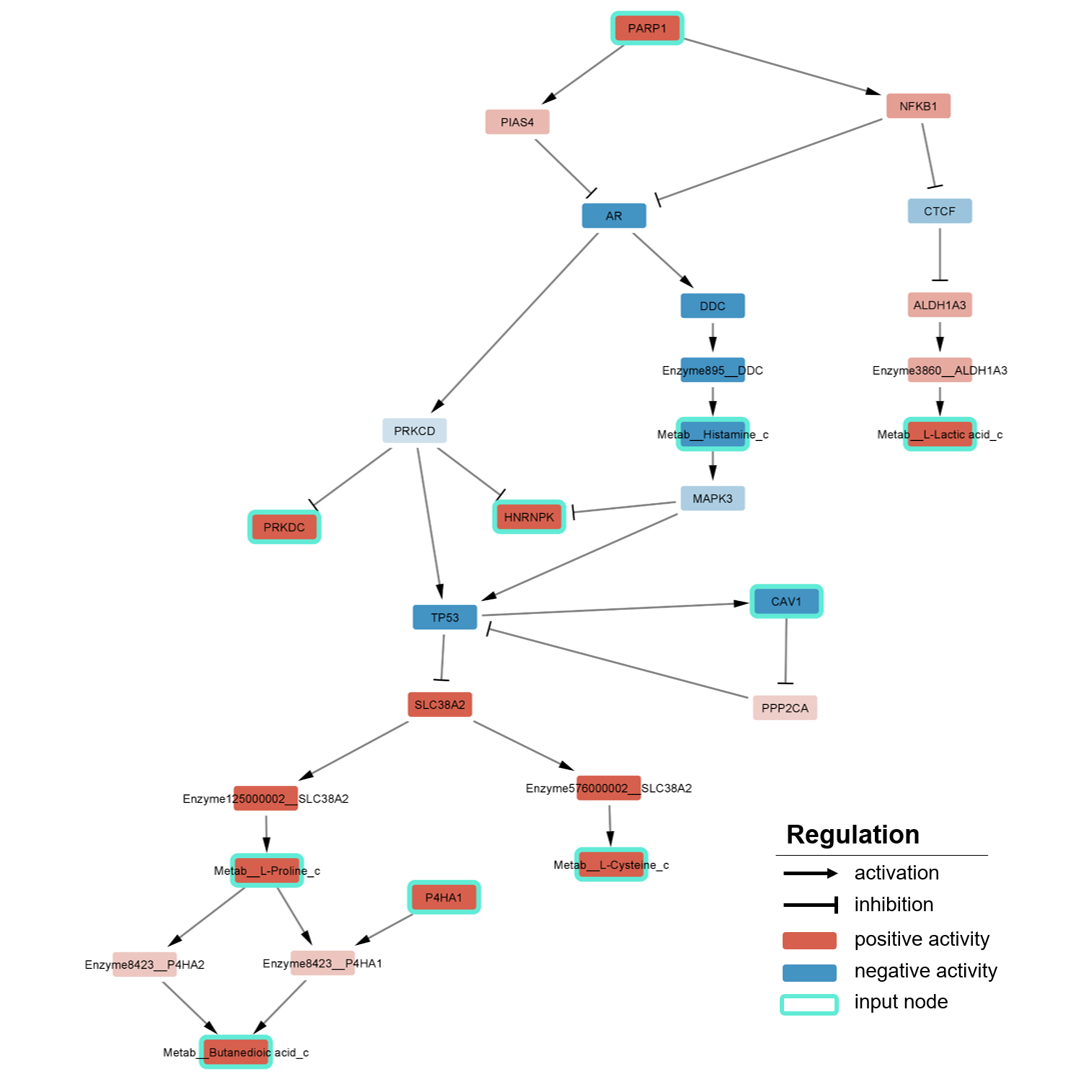 PARP1
NFKB1
PIAS4
AR
CTCF
DDC
ALDH1A3
Enzyme895__DDC
Enzyme3860__ALDH1A3
PRKCD
Metab__Histamine_c
Metab__L-Lactic acid_c
MAPK3
PRKDC
HNRNPK
CAV1
TP53
SLC38A2
PPP2CA
Enzyme125000002__SLC38A2
Enzyme576000002__SLC38A2
Metab__L-Proline_c
Metab__L-Cysteine_c
P4HA1
Enzyme8423__P4HA2
Enzyme8423__P4HA1
Metab__Butanedioic acid_c
Regulation
activation
inhibition
positive activity
negative activity
input node